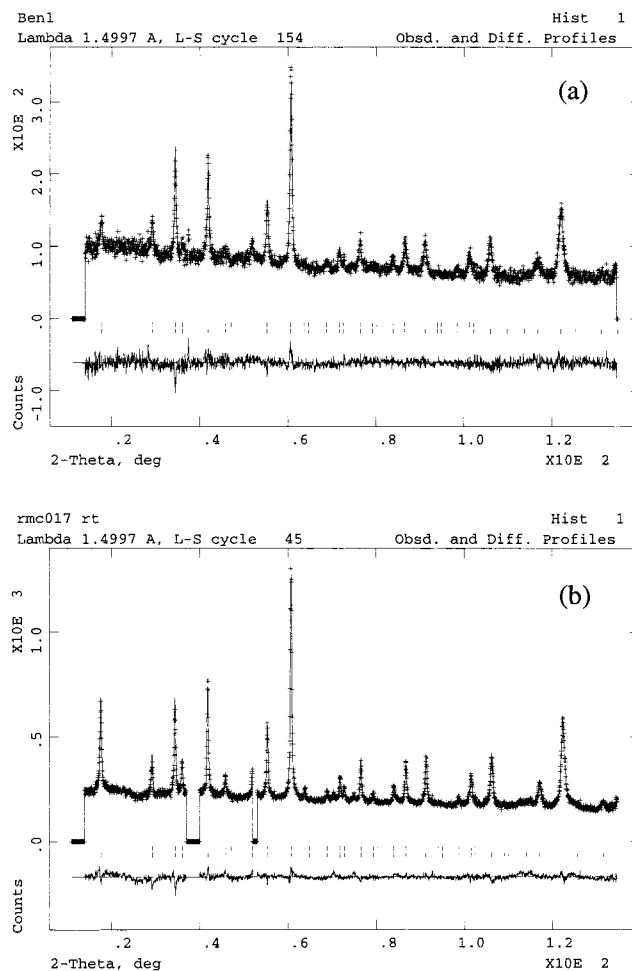 Ben1 Hist 1
Lambda 1.4997 A, L-S cycle 154 Obsd. and Diff. Profiles
(a)
X10E 2
3.0
2.0
1.0
.0
-1.0
Counts
.2 .4 .6 .8 1.0 1.2
2-Theta, deg X10E 2
rmc017 rt Hist 1
Lambda 1.4997 A, L-S cycle 45 Obsd. and Diff. Profiles
(b)
X10E 3
1.0
.5
.0
Counts
.2 .4 .6 .8 1.0 1.2
2-Theta, deg X10E 2